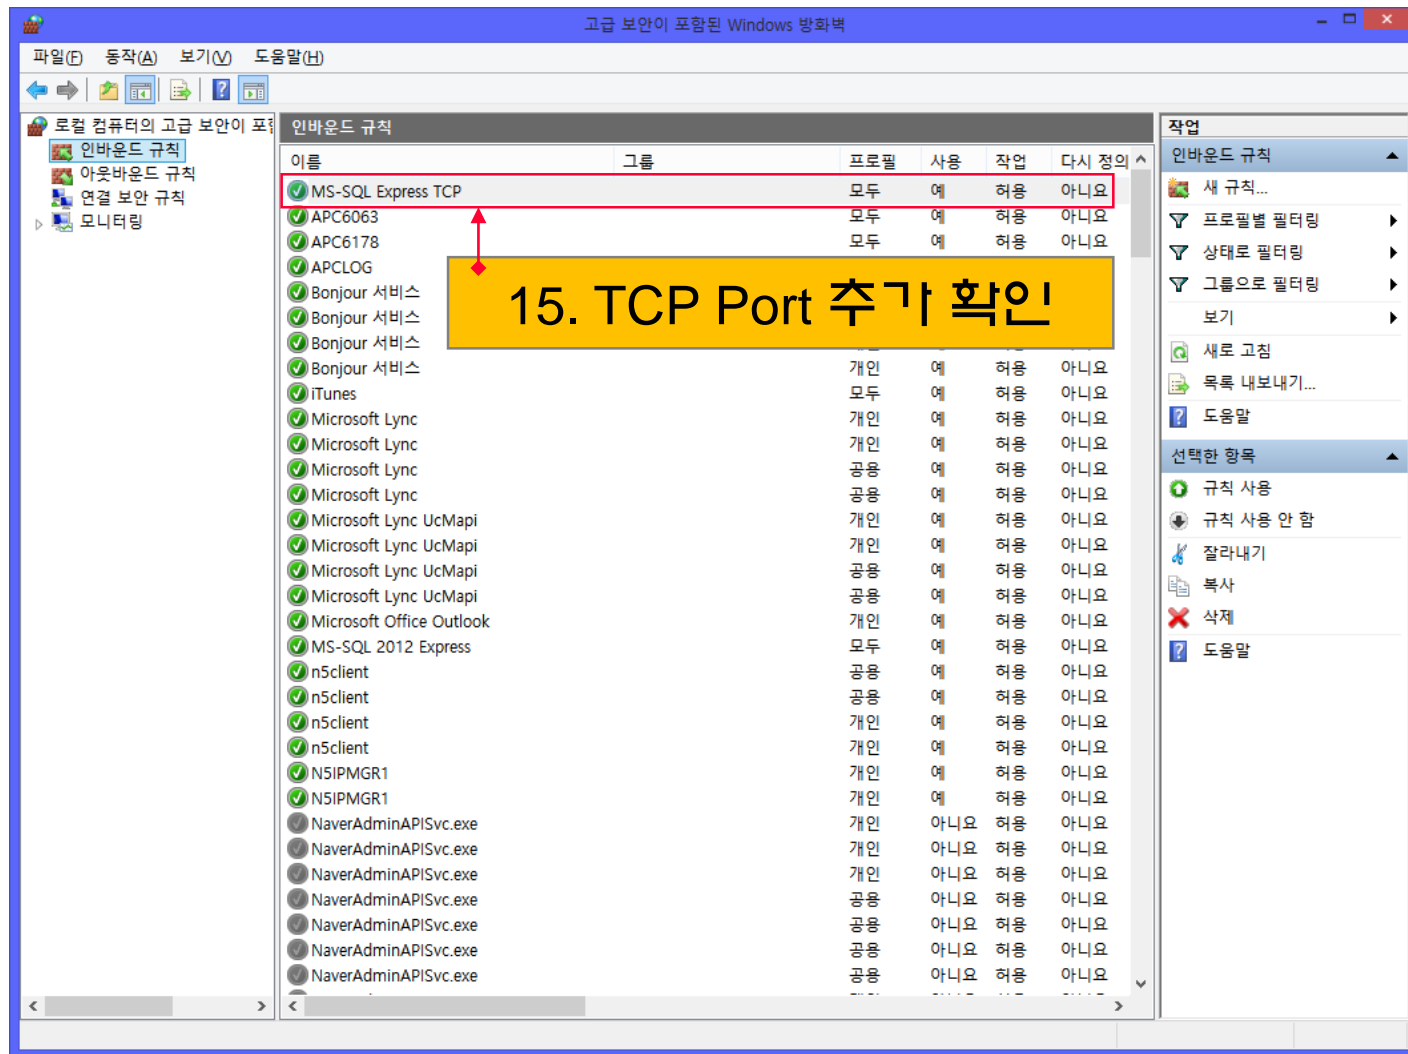 고급 보안이 포함된 Windows 방화벽
파일(F) 동작(A) 보기(V) 도움말(H)
로컬 컴퓨터의 고급 보안이 포함
인바운드 규칙
아웃바운드 규칙
연결 보안 규칙
모니터링
인바운드 규칙
이름 그룹 프로필 사용 작업 다시 정의
MS-SQL Express TCP 모두 예 허용 아니요
APC6063 모두 예 허용 아니요
APC6178 모두 예 허용 아니요
APCLOG
Bonjour 서비스
Bonjour 서비스
Bonjour 서비스
15. TCP Port 추가 확인
Bonjour 서비스 개인 예 허용 아니요
iTunes 모두 예 허용 아니요
Microsoft Lync 개인 예 허용 아니요
Microsoft Lync 개인 예 허용 아니요
Microsoft Lync 공용 예 허용 아니요
Microsoft Lync 공용 예 허용 아니요
Microsoft Lync UcMapi 개인 예 허용 아니요
Microsoft Lync UcMapi 개인 예 허용 아니요
Microsoft Lync UcMapi 공용 예 허용 아니요
Microsoft Lync UcMapi 공용 예 허용 아니요
Microsoft Office Outlook 개인 예 허용 아니요
MS-SQL 2012 Express 모두 예 허용 아니요
n5client 공용 예 허용 아니요
n5client 공용 예 허용 아니요
n5client 개인 예 허용 아니요
n5client 개인 예 허용 아니요
N5IPMGR1 개인 예 허용 아니요
N5IPMGR1 개인 예 허용 아니요
NaverAdminAPISvc.exe 개인 아니요 허용 아니요
NaverAdminAPISvc.exe 개인 아니요 허용 아니요
NaverAdminAPISvc.exe 개인 아니요 허용 아니요
NaverAdminAPISvc.exe 공용 아니요 허용 아니요
NaverAdminAPISvc.exe 공용 아니요 허용 아니요
NaverAdminAPISvc.exe 공용 아니요 허용 아니요
NaverAdminAPISvc.exe 공용 아니요 허용 아니요
작업
인바운드 규칙
새 규칙...
프로필별 필터링
상태로 필터링
그룹으로 필터링
보기
새로 고침
목록 내보내기...
도움말
선택한 항목
규칙 사용
규칙 사용 안 함
잘라내기
복사
삭제
도움말